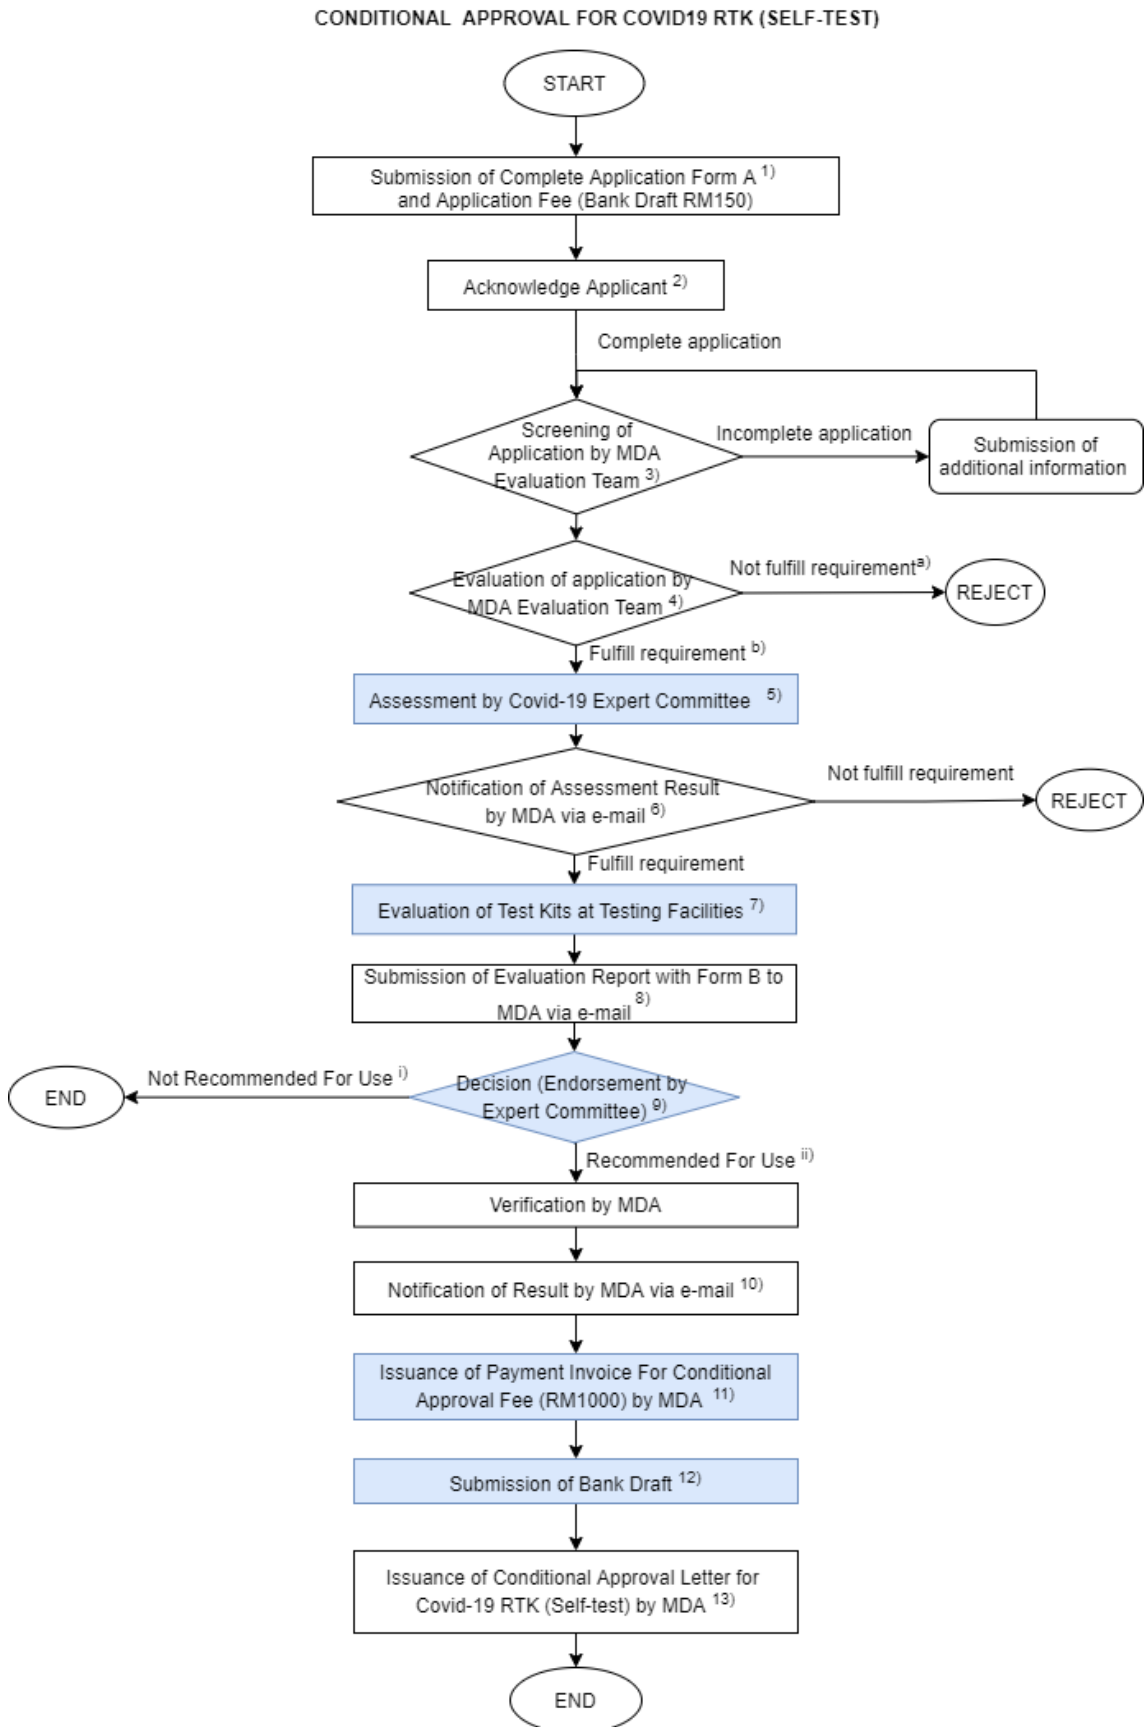 CONDITIONAL APPROVAL FOR COVID19 RTK (SELF-TEST)
START
Submission of Complete Application Form A 1)
and Application Fee (Bank Draft RM150)
Acknowledge Applicant 2)
Complete application
Screening of
Application by MDA
Evaluation Team 3)
Incomplete application
Submission of
additional information
Evaluation of application by
MDA Evaluation Team 4)
Not fulfill requirement a)
REJECT
Fulfill requirement b)
Assessment by Covid-19 Expert Committee 5)
Notification of Assessment Result
by MDA via e-mail 6)
Not fulfill requirement
REJECT
Fulfill requirement
Evaluation of Test Kits at Testing Facilities 7)
Submission of Evaluation Report with Form B to
MDA via e-mail 8)
Decision (Endorsement by
Expert Committee) 9)
Not Recommended For Use i)
END
Recommended For Use ii)
Verification by MDA
Notification of Result by MDA via e-mail 10)
Issuance of Payment Invoice For Conditional
Approval Fee (RM1000) by MDA 11)
Submission of Bank Draft 12)
Issuance of Conditional Approval Letter for
Covid-19 RTK (Self-test) by MDA 13)
END